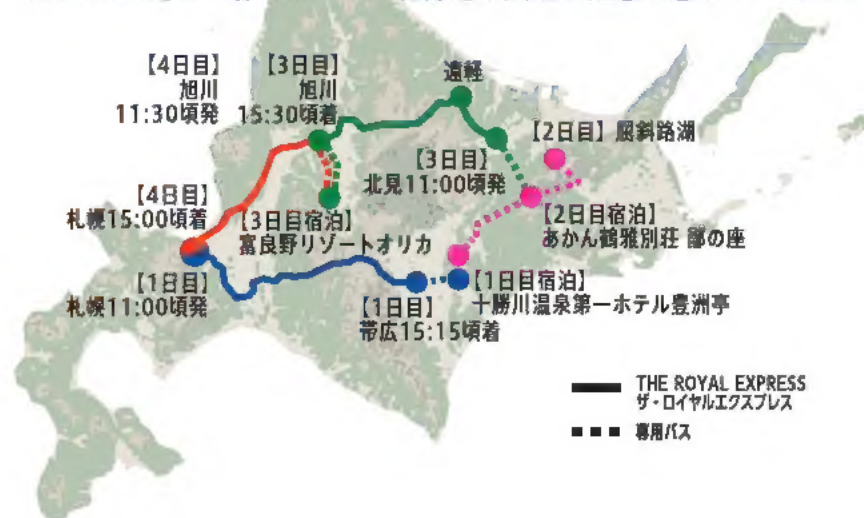 【4日目】
旭川
11:30頃発
【3日目】
旭川
15:30頃着
遠軽
【2日目】屈斜路湖
【3日目】
北見11:00頃発
【4日目】
札幌15:00頃着
【3日目宿泊】
富良野リゾートオリカ
【2日目宿泊】
あかん鶴雅別荘 鄙の座
【1日目】
札幌11:00頃発
【1日目】
帯広15:15頃着
【1日目宿泊】
十勝川温泉第一ホテル豊洲亭
THE ROYAL EXPRESS
ザ・ロイヤルエクスプレス
専用バス